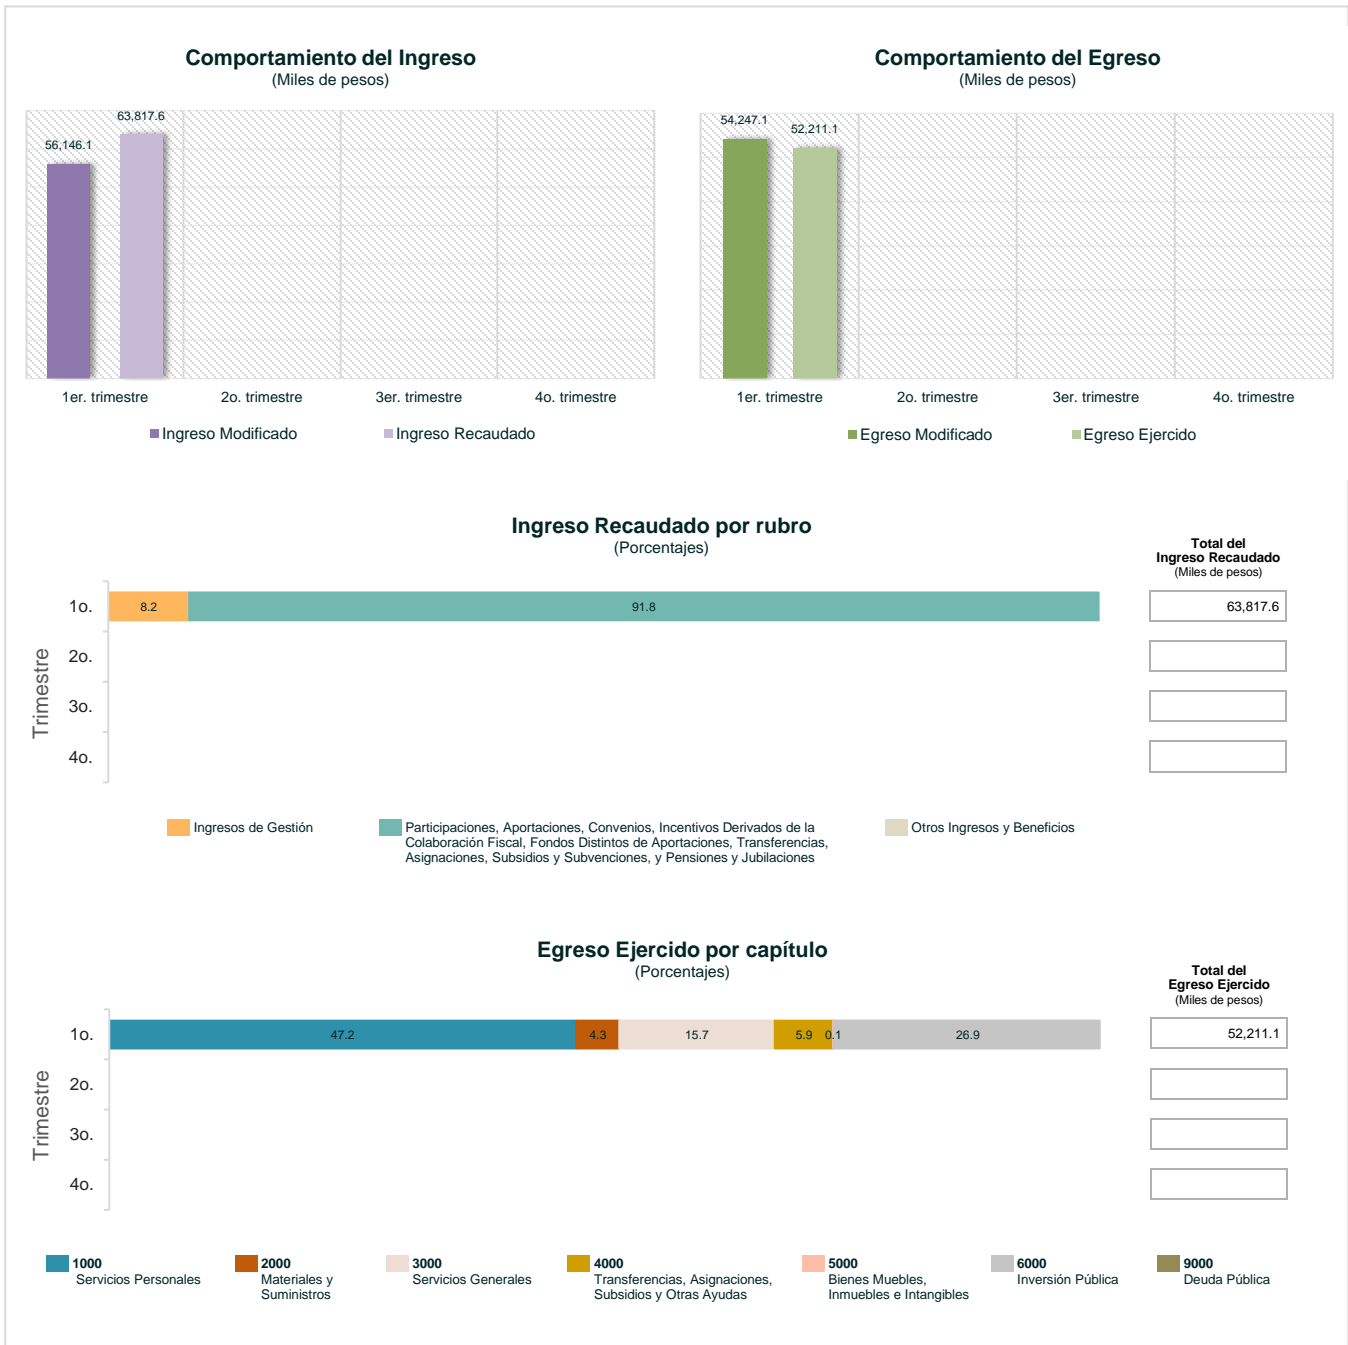 Comportamiento del Ingreso
(Miles de pesos)
63,817.6
56,146.1
1er. trimestre
2o. trimestre
3er. trimestre
4o. trimestre
Ingreso Modificado
Ingreso Recaudado
Comportamiento del Egreso
(Miles de pesos)
54,247.1
52,211.1
1er. trimestre
2o. trimestre
3er. trimestre
4o. trimestre
Egreso Modificado
Egreso Ejercido
Ingreso Recaudado por rubro
(Porcentajes)
Total del
Ingreso Recaudado
(Miles de pesos)
Trimestre
1o.
8.2
91.8
63,817.6
2o.
3o.
4o.
Ingresos de Gestión
Participaciones, Aportaciones, Convenios, Incentivos Derivados de la
Colaboración Fiscal, Fondos Distintos de Aportaciones, Transferencias,
Asignaciones, Subsidios y Subvenciones, y Pensiones y Jubilaciones
Otros Ingresos y Beneficios
Egreso Ejercido por capítulo
(Porcentajes)
Total del
Egreso Ejercido
(Miles de pesos)
Trimestre
1o.
47.2
4.3
15.7
5.9
0.1
26.9
52,211.1
2o.
3o.
4o.
1000
Servicios Personales
2000
Materiales y
Suministros
3000
Servicios Generales
4000
Transferencias, Asignaciones,
Subsidios y Otras Ayudas
5000
Bienes Muebles,
Inmuebles e Intangibles
6000
Inversión Pública
9000
Deuda Pública